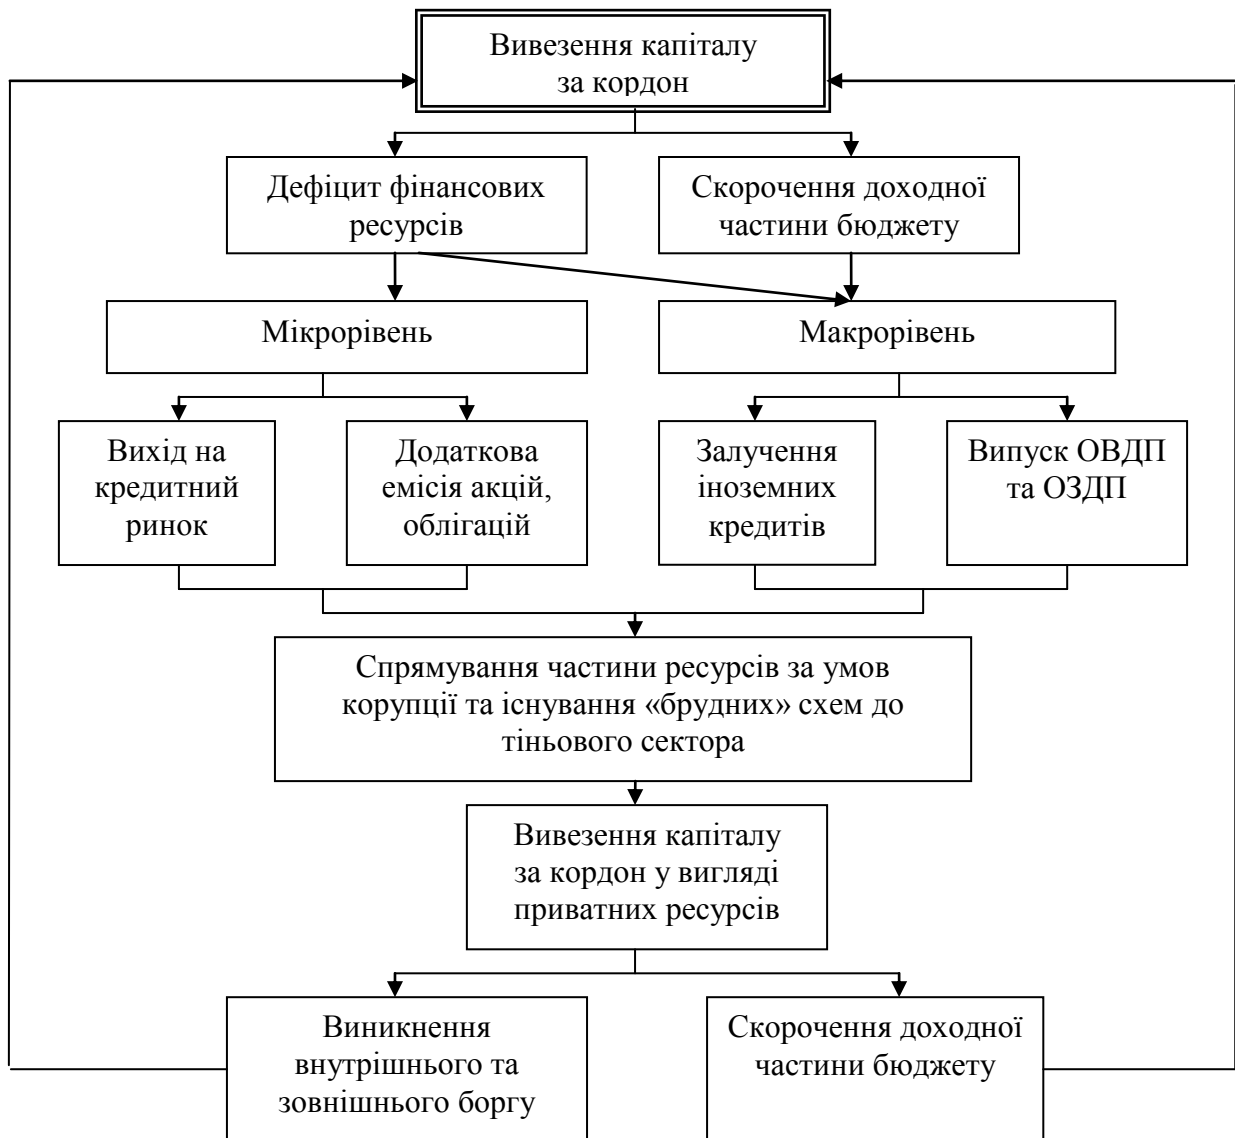 Вивезення капіталу
за кордон
Дефіцит фінансових
ресурсів
Скорочення доходної
частини бюджету
Мікрорівень
Макрорівень
Вихід на
кредитний
ринок
Додаткова
емісія акцій,
облігацій
Залучення
іноземних
кредитів
Випуск ОВДП
та ОЗДП
Спрямування частини ресурсів за умов
корупції та існування «брудних» схем до
тіньового сектора
Вивезення капіталу
за кордон у вигляді
приватних ресурсів
Виникнення
внутрішнього та
зовнішнього боргу
Скорочення доходної
частини бюджету